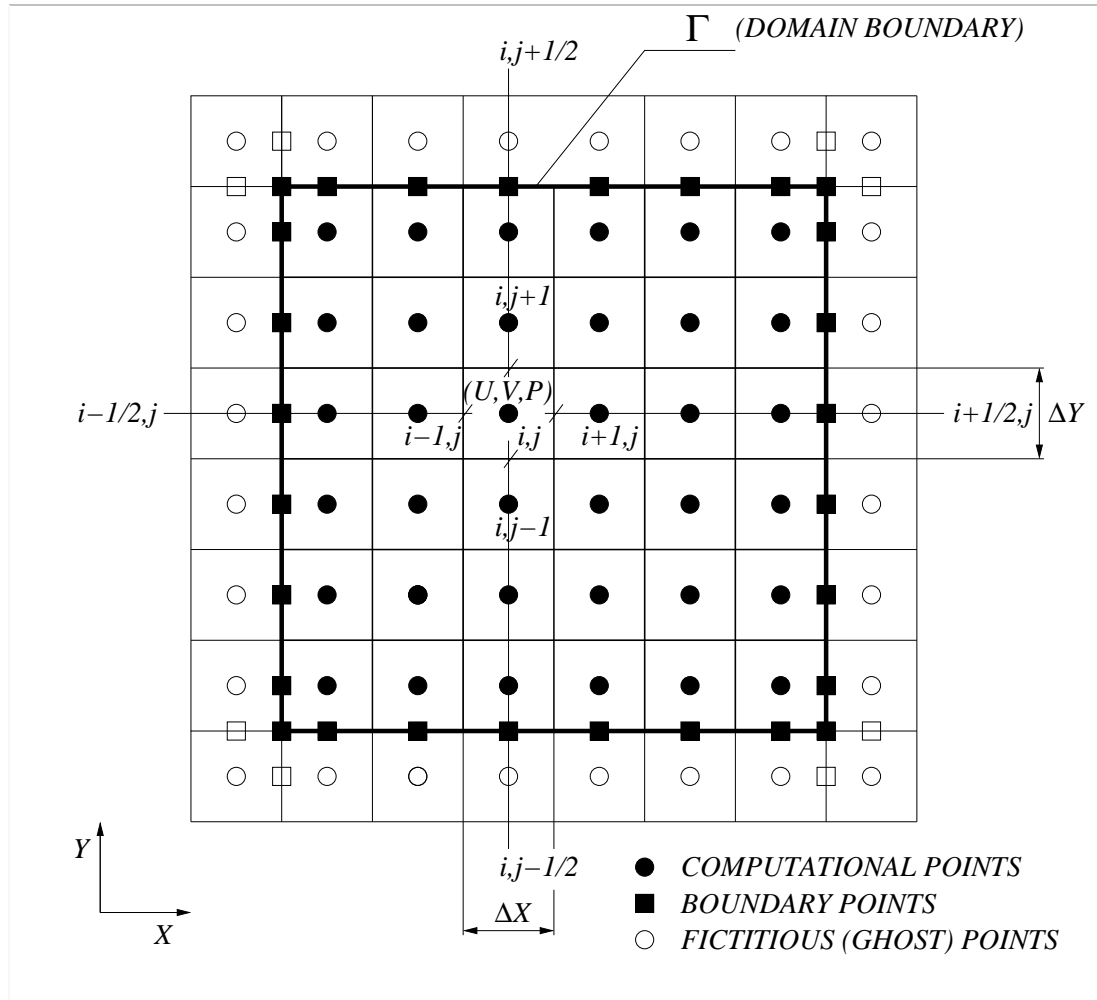 Γ (DOMAIN BOUNDARY)
i,j+1/2
i,j+1
(U,V,P)
i−1/2,j
i+1/2,j
ΔY
i−1,j
i,j
i+1,j
i,j−1
Y
X
i,j−1/2
ΔX
COMPUTATIONAL POINTS
BOUNDARY POINTS
FICTITIOUS (GHOST) POINTS